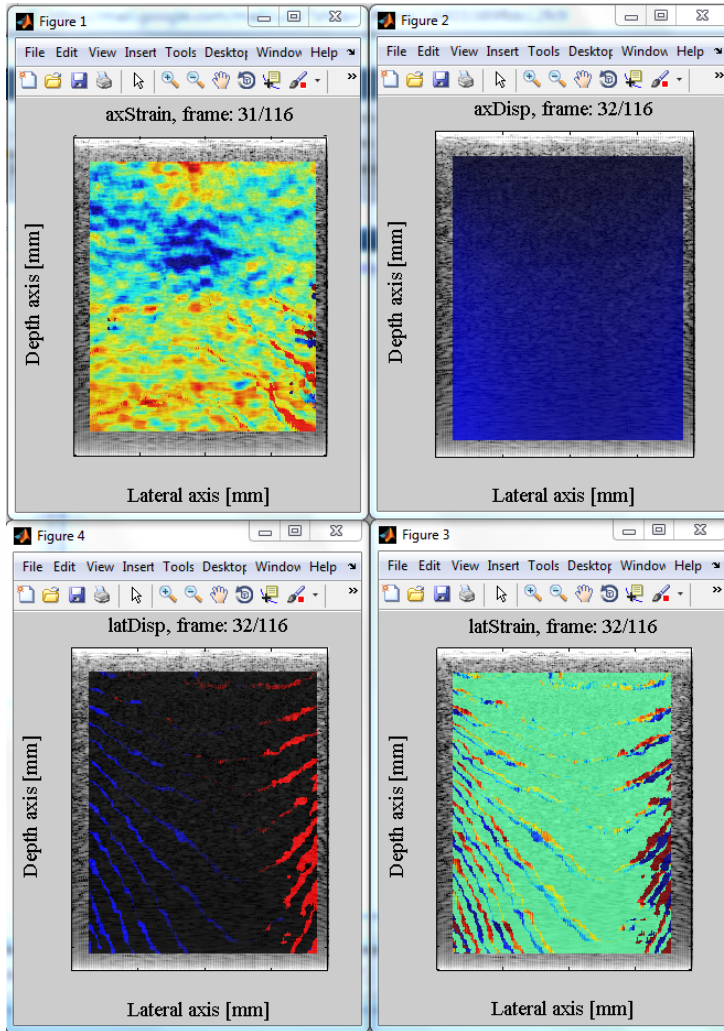 Figure 1
File Edit View Insert Tools Desktop Window Help
axStrain, frame: 31/116
Depth axis [mm]
Lateral axis [mm]
Figure 2
File Edit View Insert Tools Desktop Window Help
axDisp, frame: 32/116
Depth axis [mm]
Lateral axis [mm]
Figure 4
File Edit View Insert Tools Desktop Window Help
latDisp, frame: 32/116
Depth axis [mm]
Lateral axis [mm]
Figure 3
File Edit View Insert Tools Desktop Window Help
latStrain, frame: 32/116
Depth axis [mm]
Lateral axis [mm]